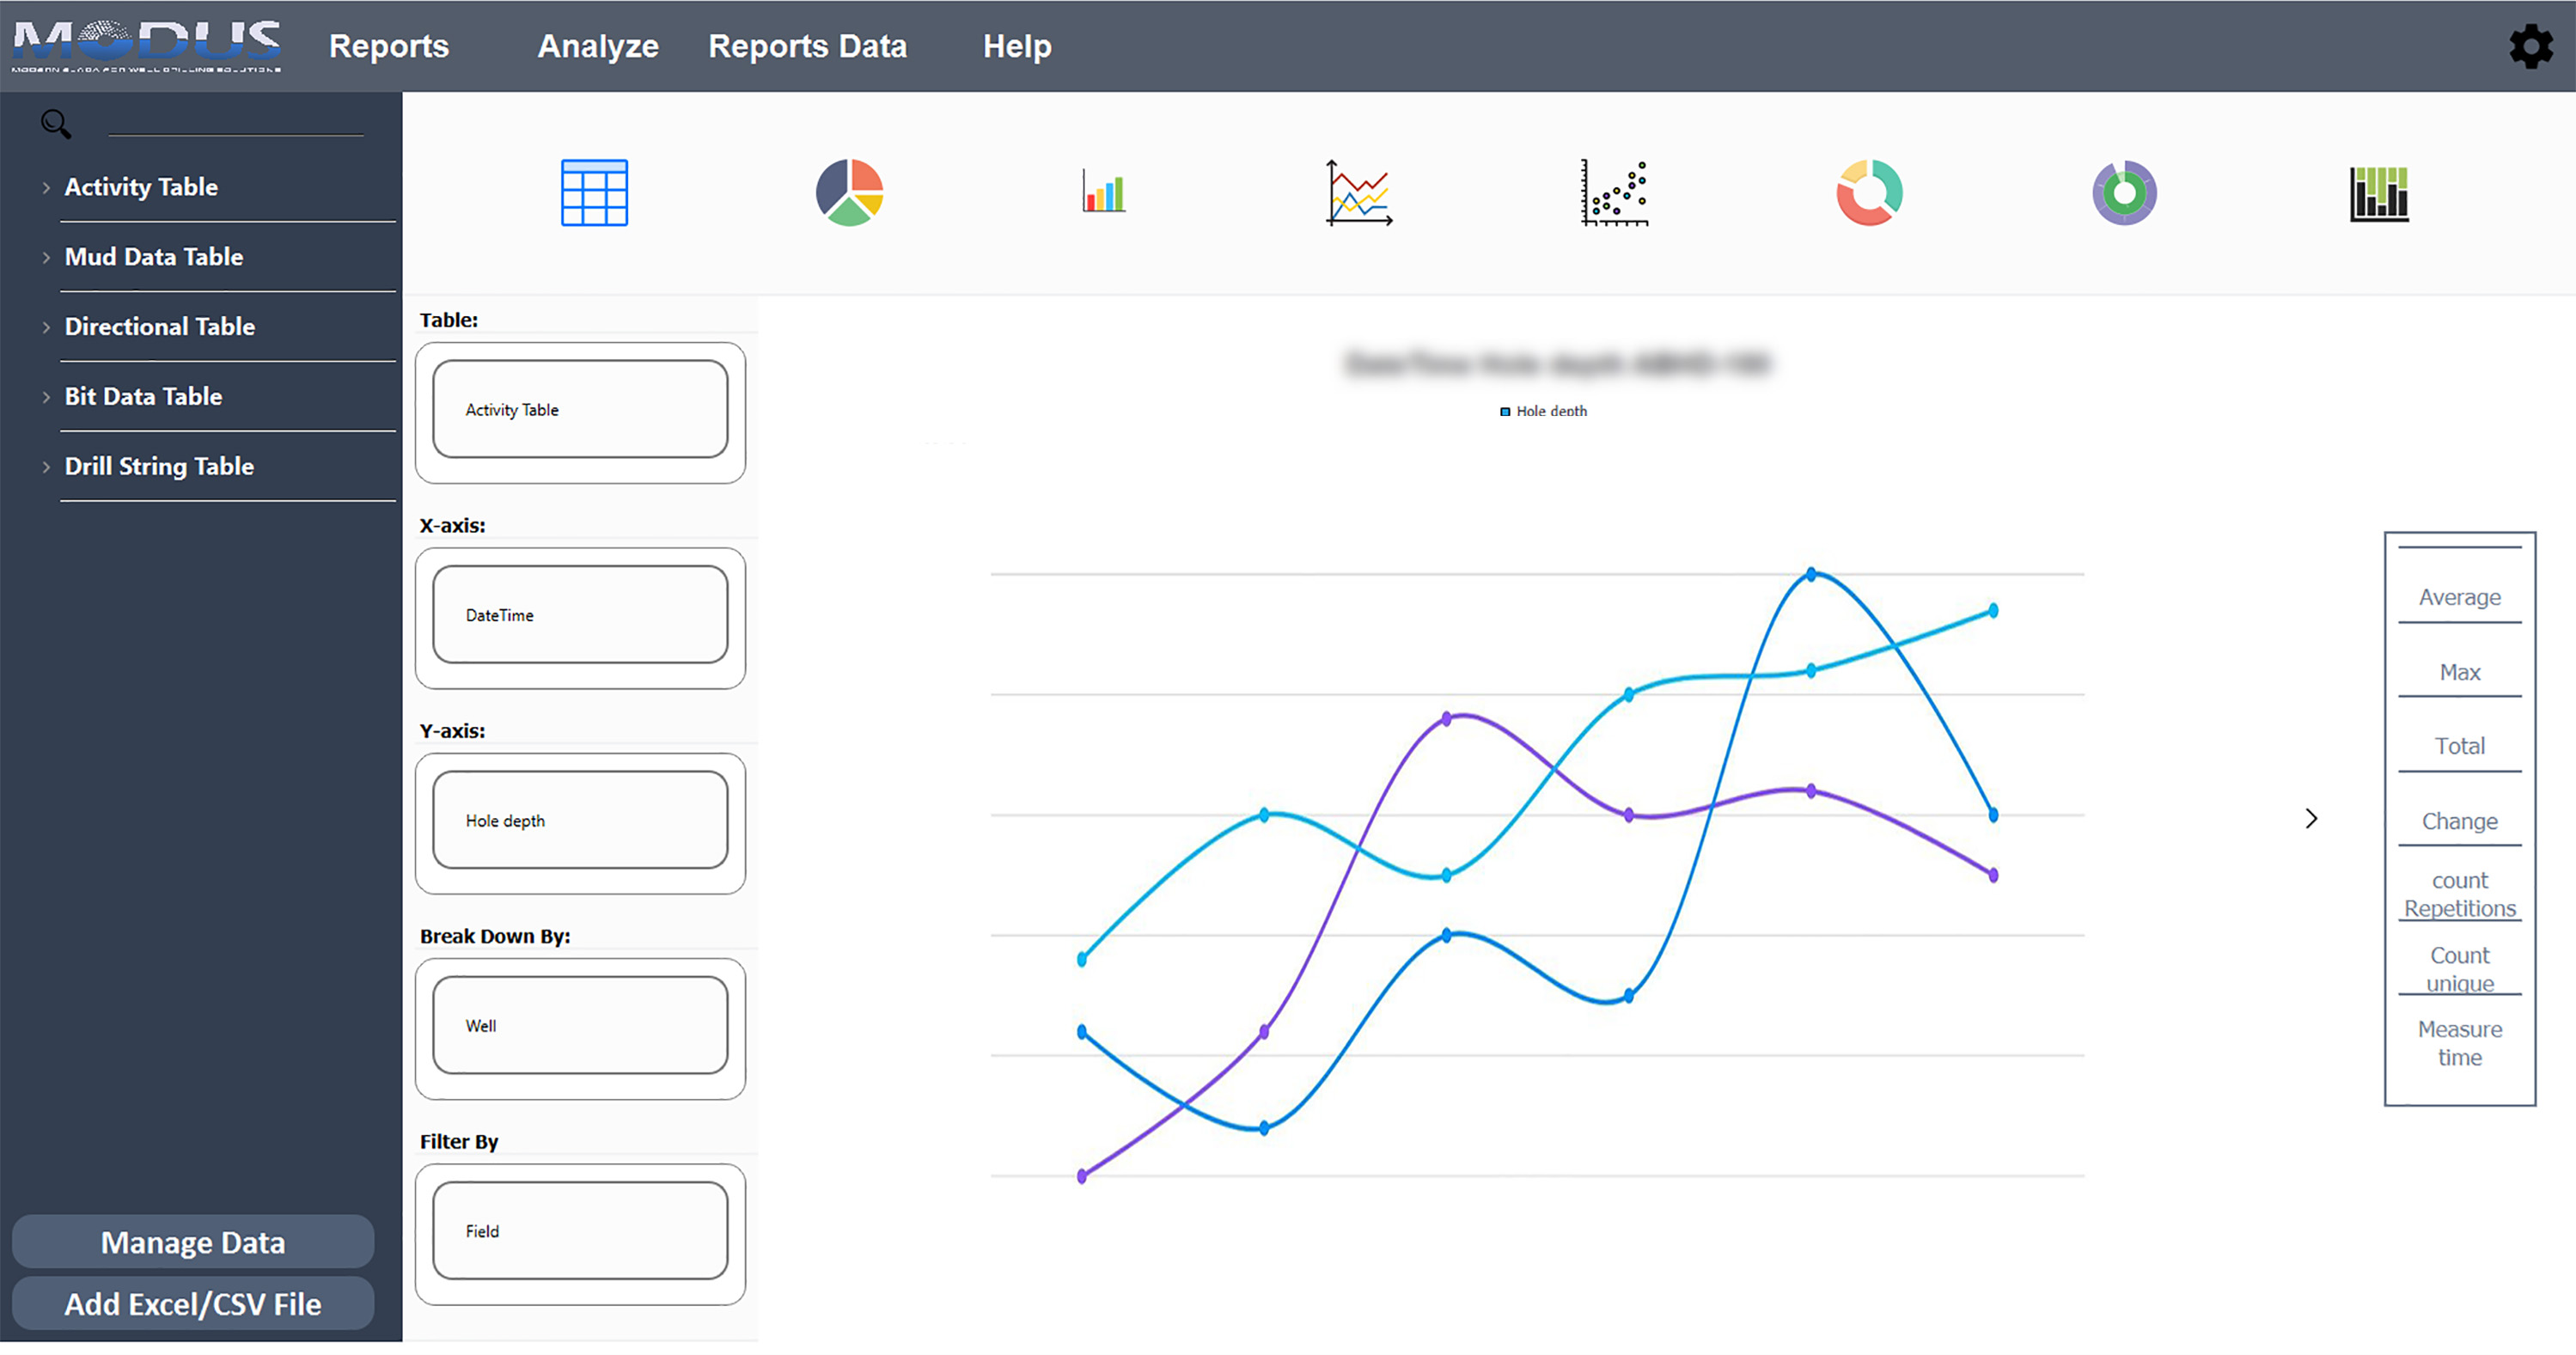 MODUS
Reports
Analyze
Reports Data
Help
Activity Table
Mud Data Table
Directional Table
Bit Data Table
Drill String Table
Manage Data
Add Excel/CSV File
Table:
Activity Table
X-axis:
DateTime
Y-axis:
Hole depth
Break Down By:
Well
Filter By
Field
Hole depth
Average
Max
Total
Change
count
Repetitions
Count
unique
Measure
time